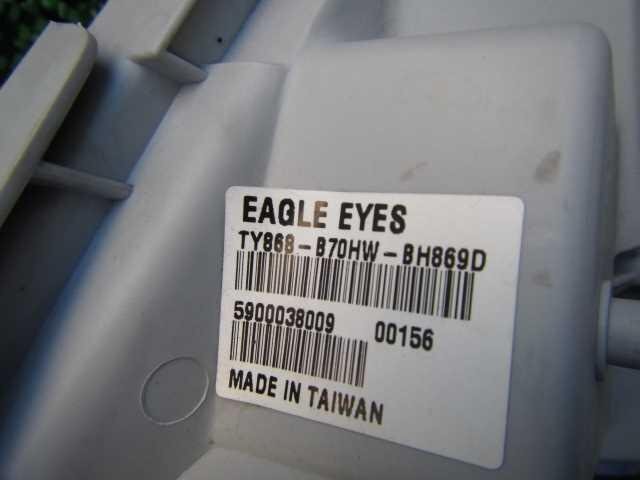 EAGLE EYES
TY868-B70HW-BH869D
5900038009 00156
MADE IN TAIWAN